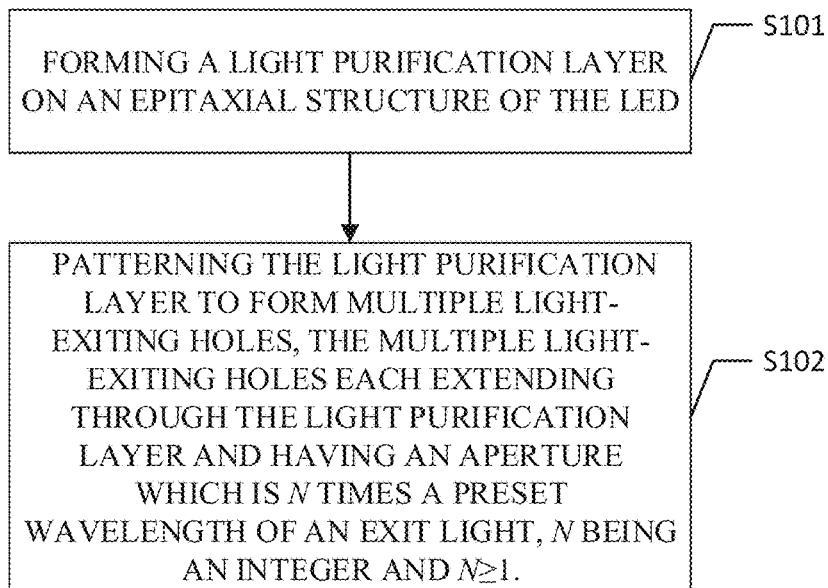 S101
FORMING A LIGHT PURIFICATION LAYER
ON AN EPITAXIAL STRUCTURE OF THE LED
PATTERNING THE LIGHT PURIFICATION
LAYER TO FORM MULTIPLE LIGHT-
EXITING HOLES, THE MULTIPLE LIGHT-
EXITING HOLES EACH EXTENDING
THROUGH THE LIGHT PURIFICATION
LAYER AND HAVING AN APERTURE
WHICH IS N TIMES A PRESET
WAVELENGTH OF AN EXIT LIGHT, N BEING
AN INTEGER AND N≥1.
S102